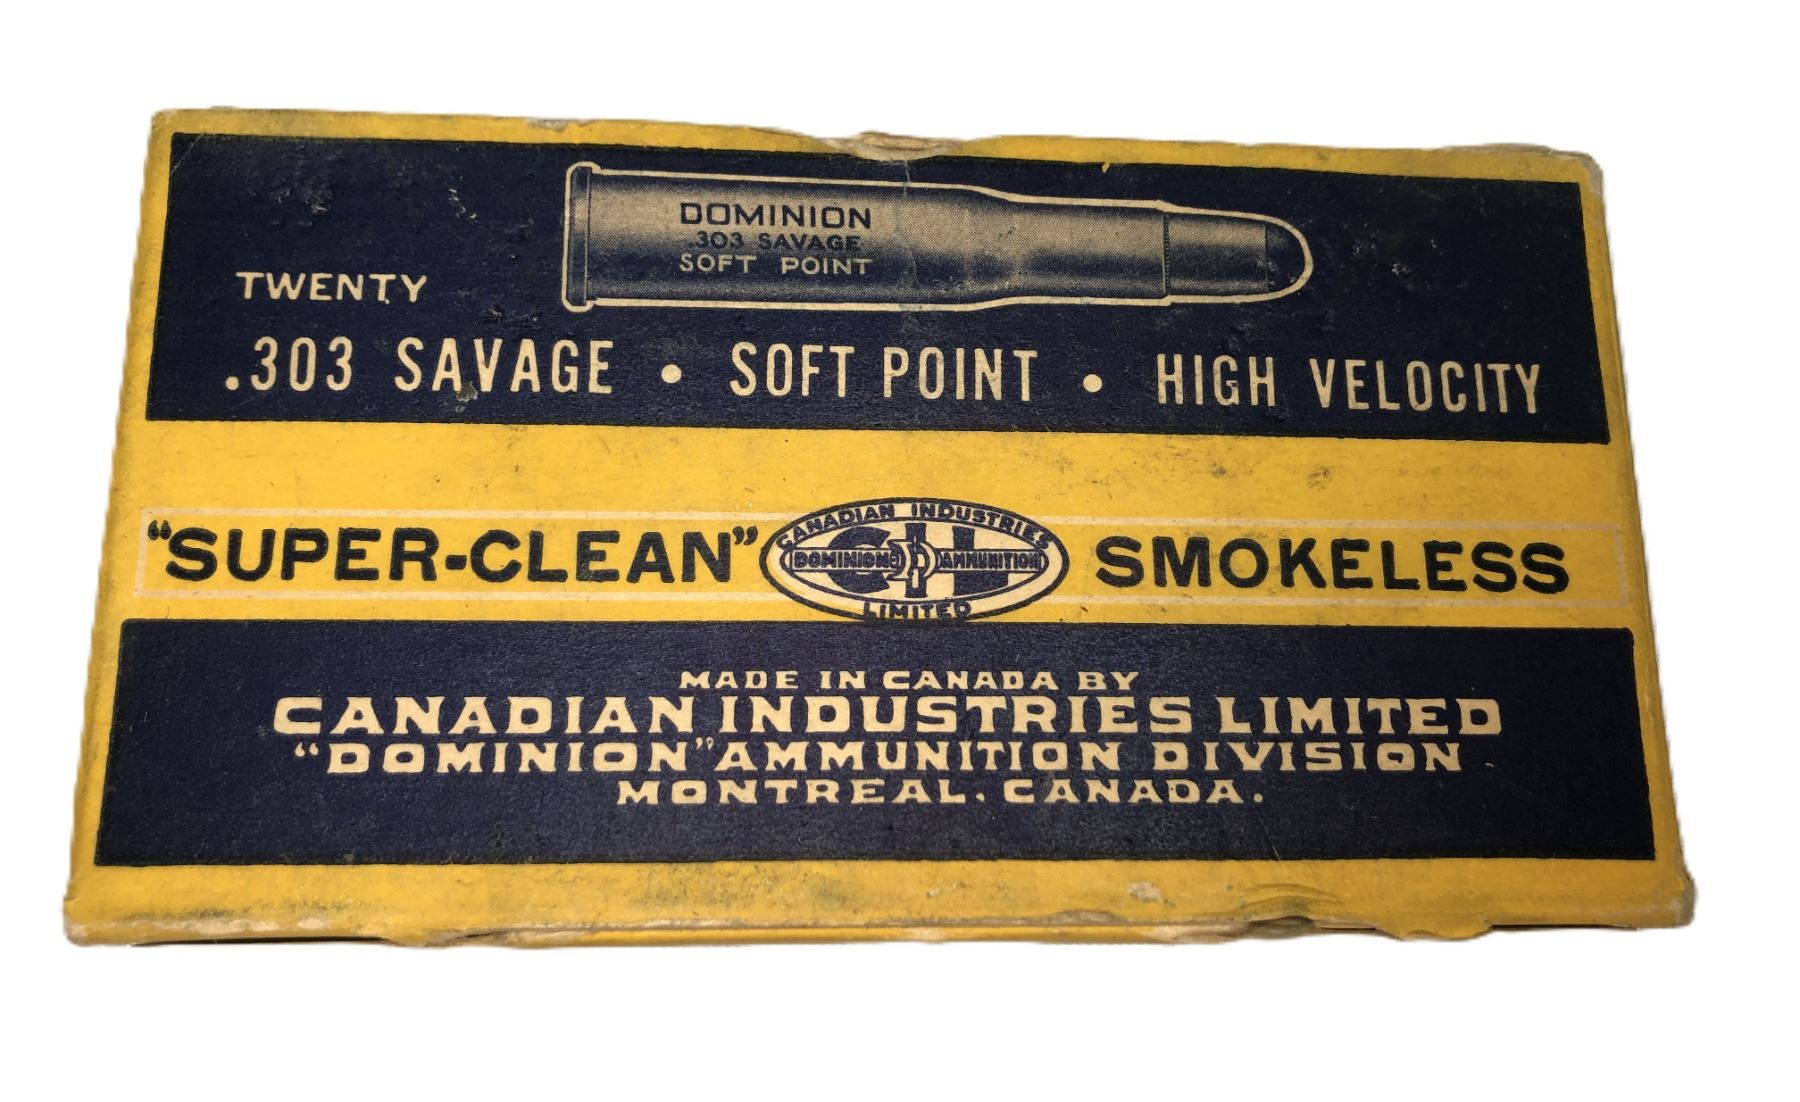 DOMINION
.303 SAVAGE
SOFT POINT
TWENTY
.303 SAVAGE • SOFT POINT • HIGH VELOCITY
"SUPER-CLEAN" SMOKELESS
CANADIAN INDUSTRIES
CIL
DOMINION AMMUNITION
LIMITED
MADE IN CANADA BY
CANADIAN INDUSTRIES LIMITED
"DOMINION" AMMUNITION DIVISION
MONTREAL. CANADA.